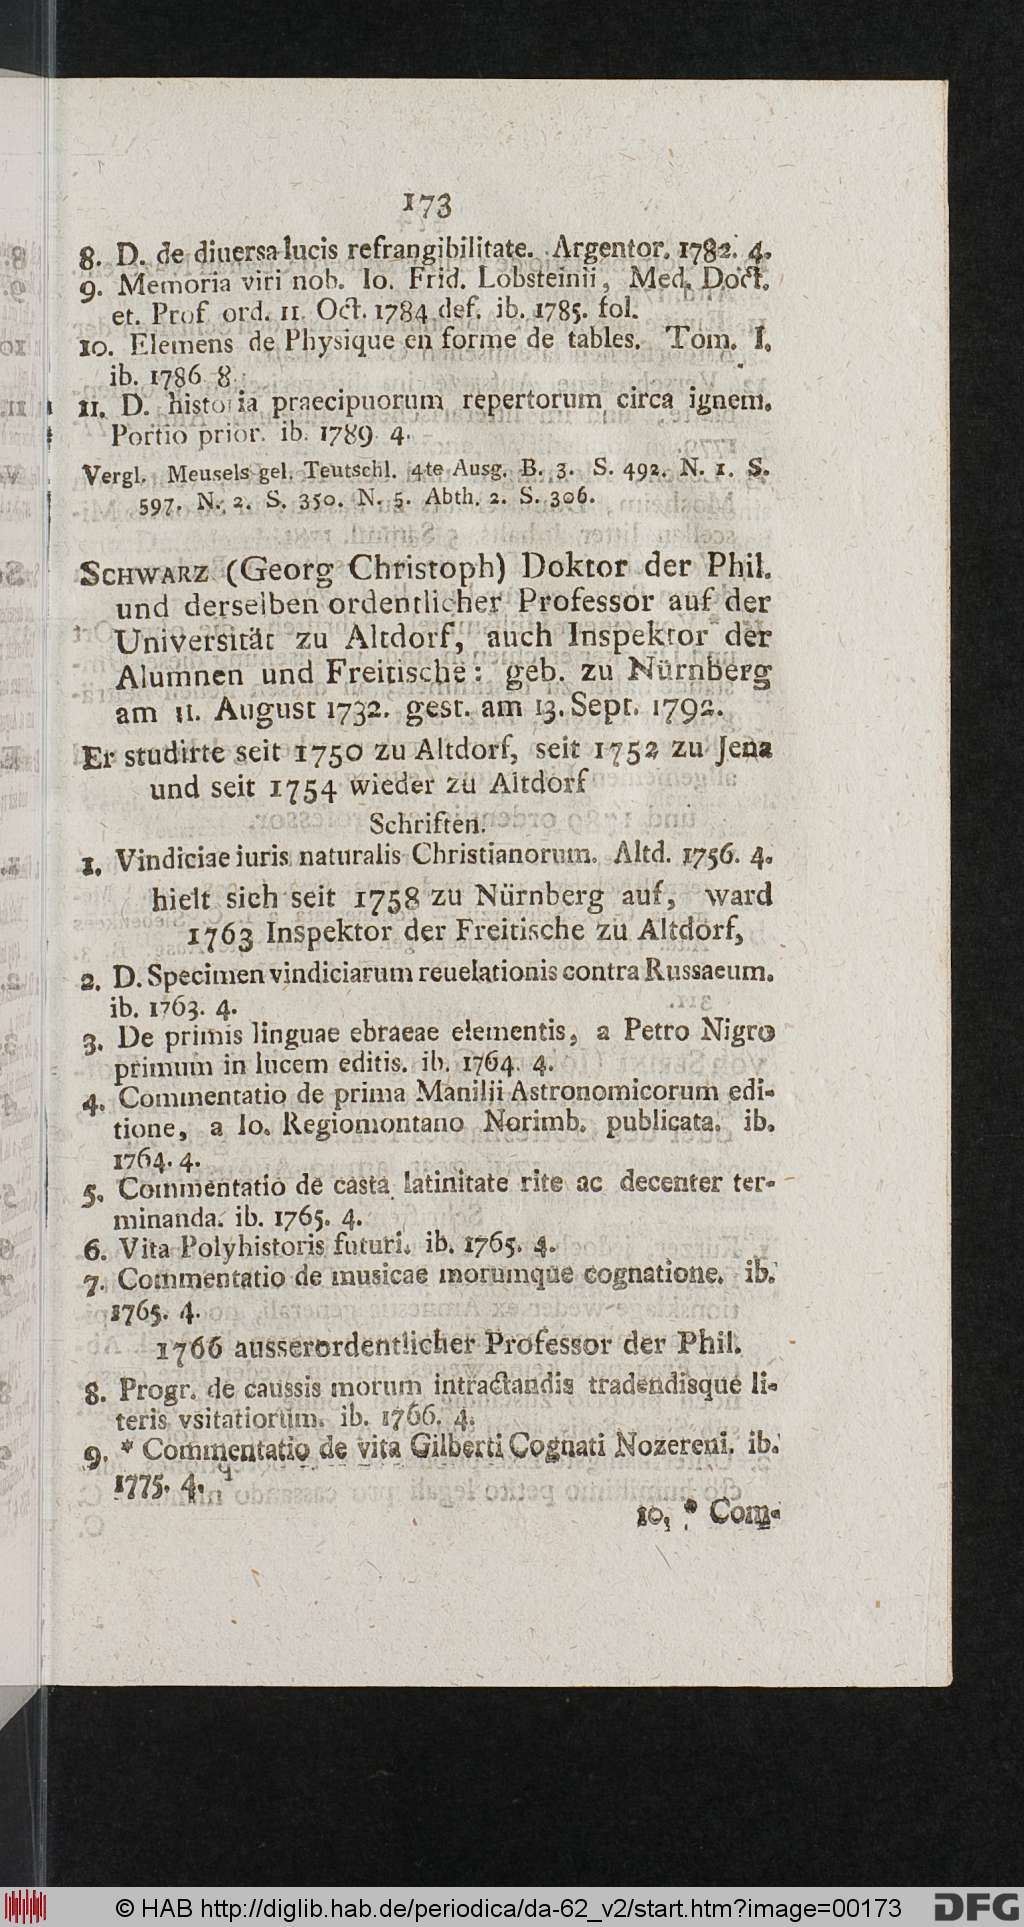 173
8. D. de diuersa lucis refrangibilitate. Argentor. 1782. 4.
9. Memoria viri nob. Io. Frid. Lobsteinii, Med. Doct.
et. Prof. ord. 11. Oct. 1784 def. ib. 1785. fol.
10. Elemens de Physique en forme de tables. Tom. I.
ib. 1786 8.
11. D. historia praecipuorum repertorum circa ignem.
Portio prior. ib. 1789. 4.
Vergl. Meusels gel. Teutschl. 4te Ausg. B. 3. S. 492. N. 1. S.
597. N. 2. S. 350. N. 5. Abth. 2. S. 306.
SCHWARZ (Georg Christoph) Doktor der Phil.
und derselben ordentlicher Professor auf der
Universität zu Altdorf, auch Inspektor der
Alumnen und Freitische: geb. zu Nürnberg
am 11. August 1732. gest. am 13. Sept. 1792.
Er studirte seit 1750 zu Altdorf, seit 1752 zu Jena
und seit 1754 wieder zu Altdorf
Schriften.
1. Vindiciae iuris naturalis Christianorum. Altd. 1756. 4.
hielt sich seit 1758 zu Nürnberg auf, ward
1763 Inspektor der Freitische zu Altdorf,
2. D. Specimen vindiciarum reuelationis contra Russaeum.
ib. 1763. 4.
3. De primis linguae ebraeae elementis, a Petro Nigro
primum in lucem editis. ib. 1764. 4.
4. Commentatio de prima Manilii Astronomicorum edi-
tione, a Io. Regiomontano Norimb. publicata. ib.
1764. 4.
5. Commentatio de casta latinitate rite ac decenter ter-
minanda. ib. 1765. 4.
6. Vita Polyhistoris futuri. ib. 1765. 4.
7. Commentatio de musicae morumque cognatione. ib.
1765. 4.
1766 ausserordentlicher Professor der Phil.
8. Progr. de caussis morum intractandis tradendisque li-
teris vsitatiorum. ib. 1766. 4.
9. * Commentatio de vita Gilberti Cognati Nozereni. ib.
1775. 4.
10. * Com-
© HAB http://diglib.hab.de/periodica/da-62_v2/start.htm?image=00173
DFG